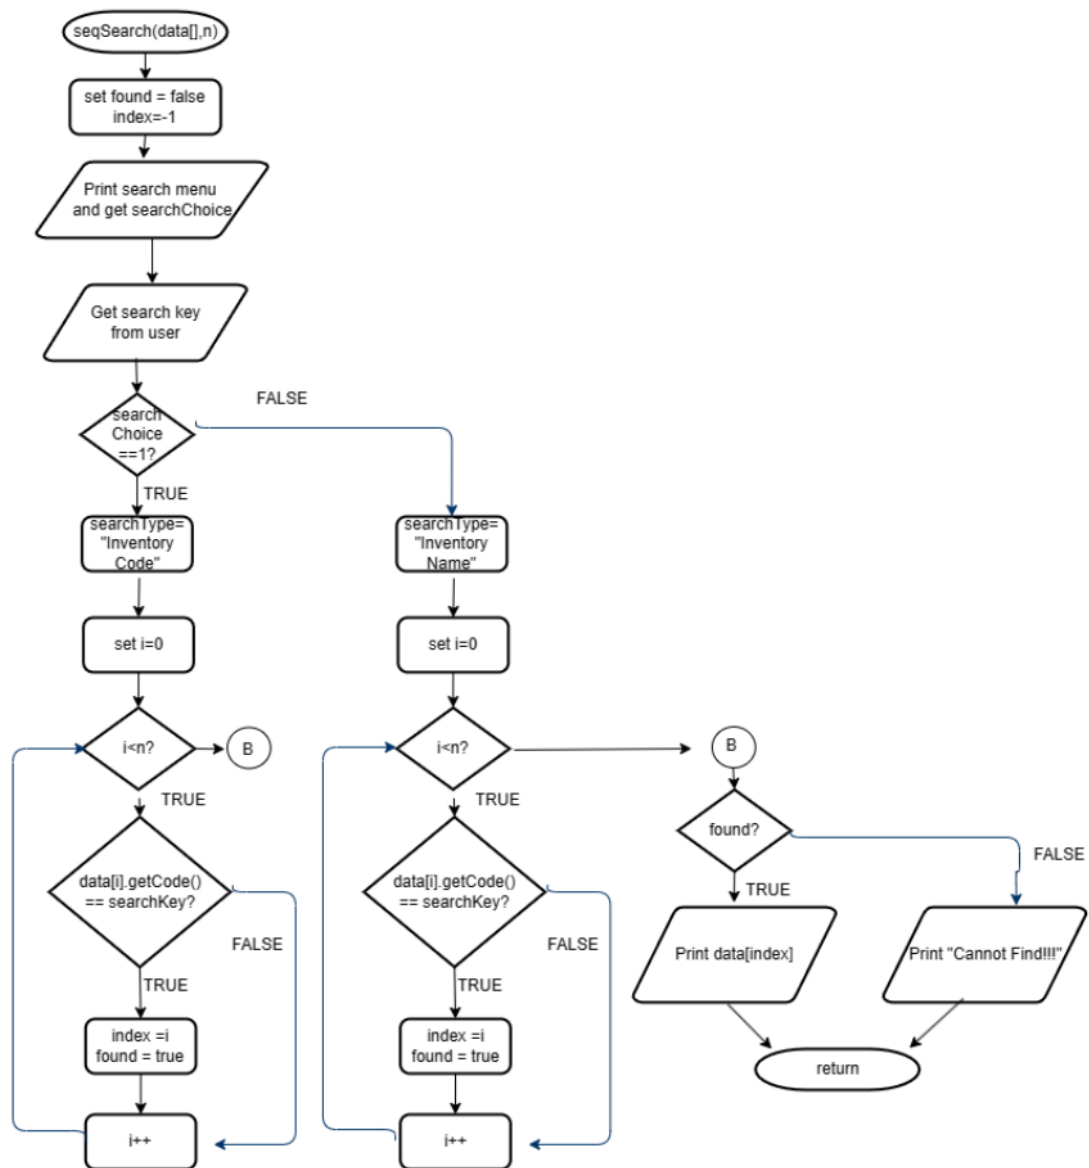 seqSearch(data[],n)
set found = false
index=-1
Print search menu
and get searchChoice
Get search key
from user
search
Choice
==1?
FALSE
TRUE
searchType=
"Inventory
Code"
set i=0
i<n?
B
TRUE
data[i].getCode()
== searchKey?
FALSE
TRUE
index =i
found = true
i++
searchType=
"Inventory
Name"
set i=0
i<n?
TRUE
data[i].getCode()
== searchKey?
FALSE
TRUE
index =i
found = true
i++
B
found?
FALSE
TRUE
Print data[index]
Print "Cannot Find!!!"
return